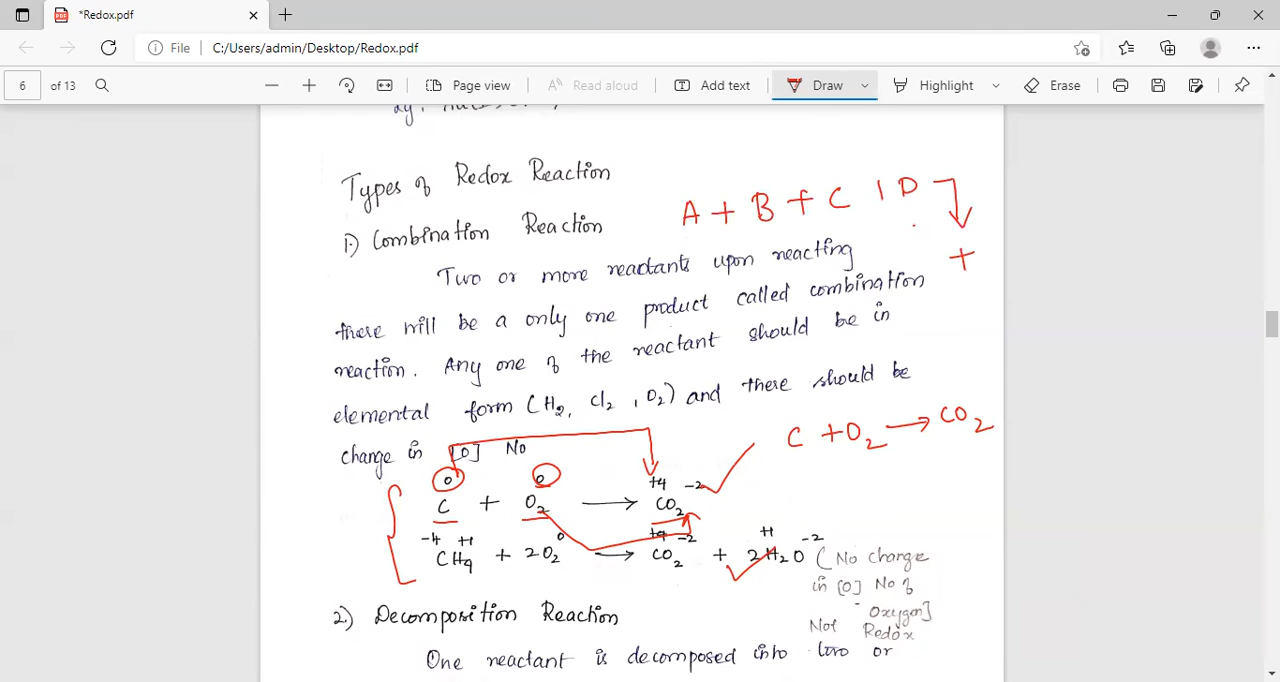 *Redox.pdf
File C:/Users/admin/Desktop/Redox.pdf
6 of 13 Page view Read aloud Add text Draw Highlight Erase
Types of Redox Reaction
A + B + C | D
1) Combination Reaction
+
Two or more reactants upon reacting
there will be a only one product called combination
reaction. Any one of the reactant should be in
elemental form (H2, Cl2, O2) and there should be
change in [O] No
C + O2 → CO2
0 0 +4 -2
C + O2 → CO2
-4 +1 0 +4 -2 +1 -2
CH4 + 2O2 → CO2 + 2H2O (No change
in [O] No of
Oxygen]
Not Redox
2) Decomposition Reaction
One reactant is decomposed into two or